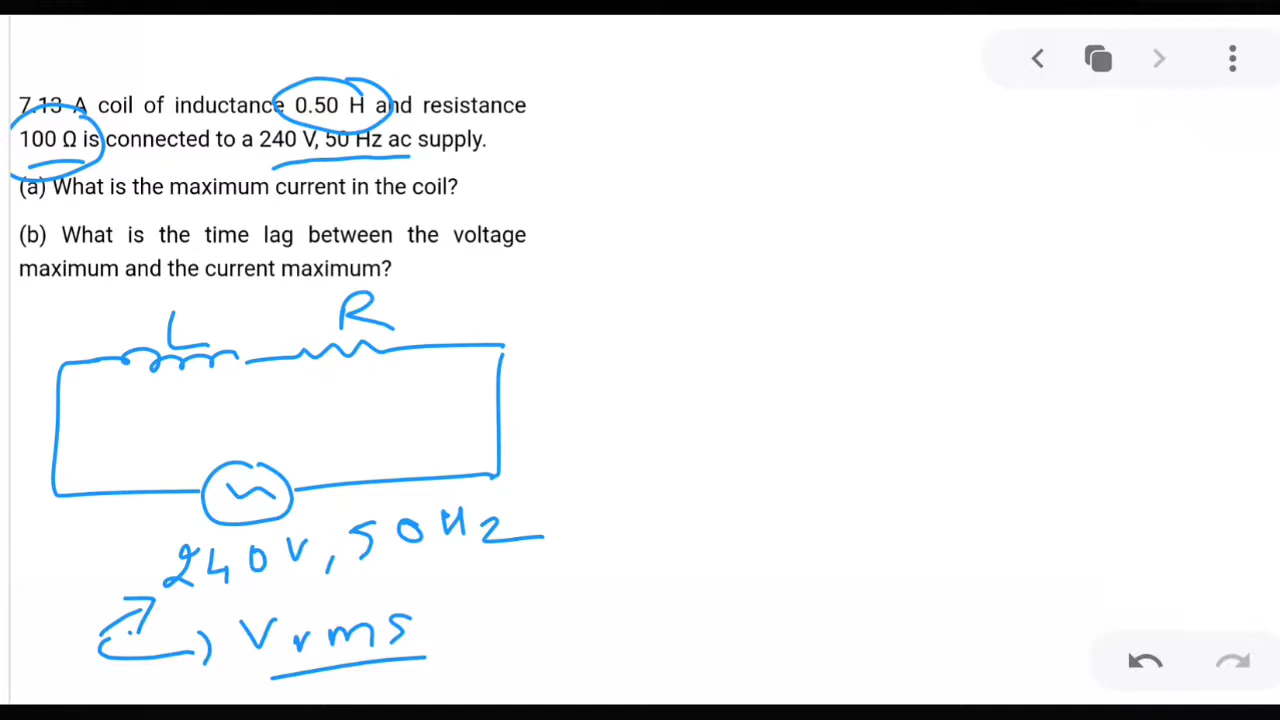 7.13 A coil of inductance 0.50 H and resistance
100 Ω is connected to a 240 V, 50 Hz ac supply.
(a) What is the maximum current in the coil?
(b) What is the time lag between the voltage
maximum and the current maximum?
L R
240V, 50Hz
Vrms